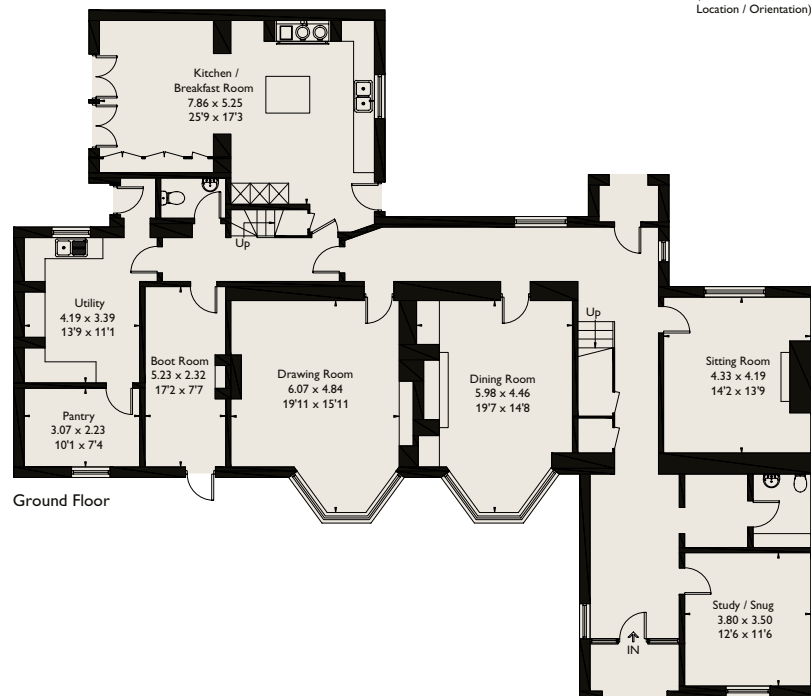 Location / Orientation)
Kitchen /
Breakfast Room
7.86 x 5.25
25'9 x 17'3
Up
Utility
4.19 x 3.39
13'9 x 11'1
Boot Room
5.23 x 2.32
17'2 x 7'7
Drawing Room
6.07 x 4.84
19'11 x 15'11
Dining Room
5.98 x 4.46
19'7 x 14'8
Up
Sitting Room
4.33 x 4.19
14'2 x 13'9
Pantry
3.07 x 2.23
10'1 x 7'4
Ground Floor
Study / Snug
3.80 x 3.50
12'6 x 11'6
IN